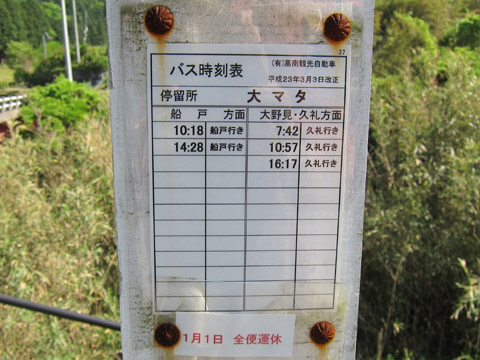 37
バス時刻表
(有)高南観光自動車
平成23年3月3日改正
停留所 大マタ
船戸方面 大野見・久礼方面
10:18 船戸行き 7:42 久礼行き
14:28 船戸行き 10:57 久礼行き
16:17 久礼行き
1月1日 全便運休